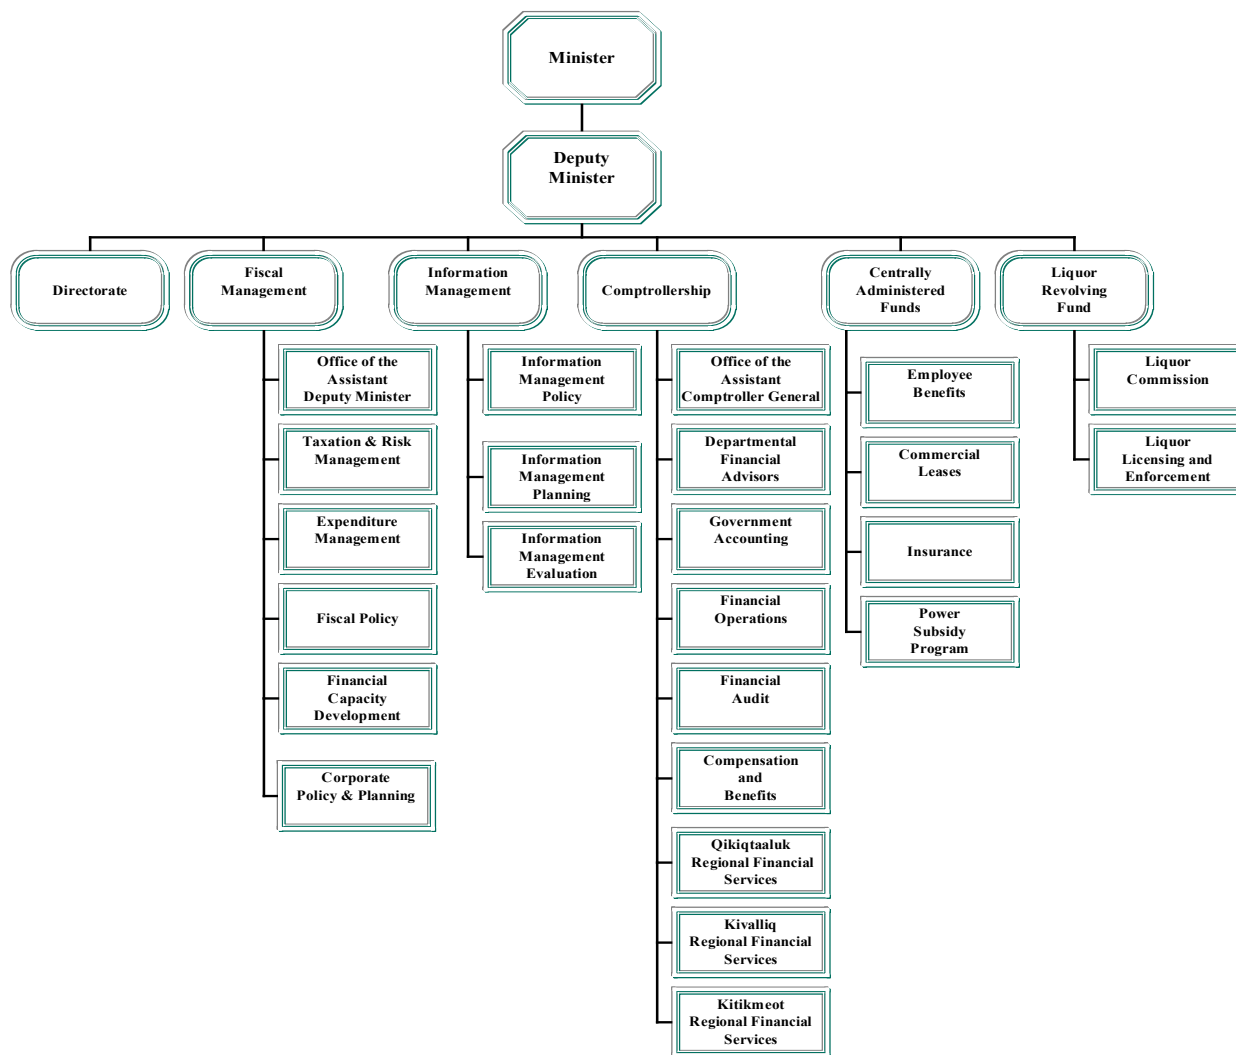 Minister
Deputy
Minister
Directorate
Fiscal
Management
Information
Management
Comptrollership
Centrally
Administered
Funds
Liquor
Revolving
Fund
Office of the
Assistant
Deputy Minister
Taxation & Risk
Management
Expenditure
Management
Fiscal Policy
Financial
Capacity
Development
Corporate
Policy & Planning
Information
Management
Policy
Information
Management
Planning
Information
Management
Evaluation
Office of the
Assistant
Comptroller General
Departmental
Financial
Advisors
Government
Accounting
Financial
Operations
Financial
Audit
Compensation
and
Benefits
Qikiqtaaluk
Regional Financial
Services
Kivalliq
Regional Financial
Services
Kitikmeot
Regional Financial
Services
Employee
Benefits
Commercial
Leases
Insurance
Power
Subsidy
Program
Liquor
Commission
Liquor
Licensing and
Enforcement